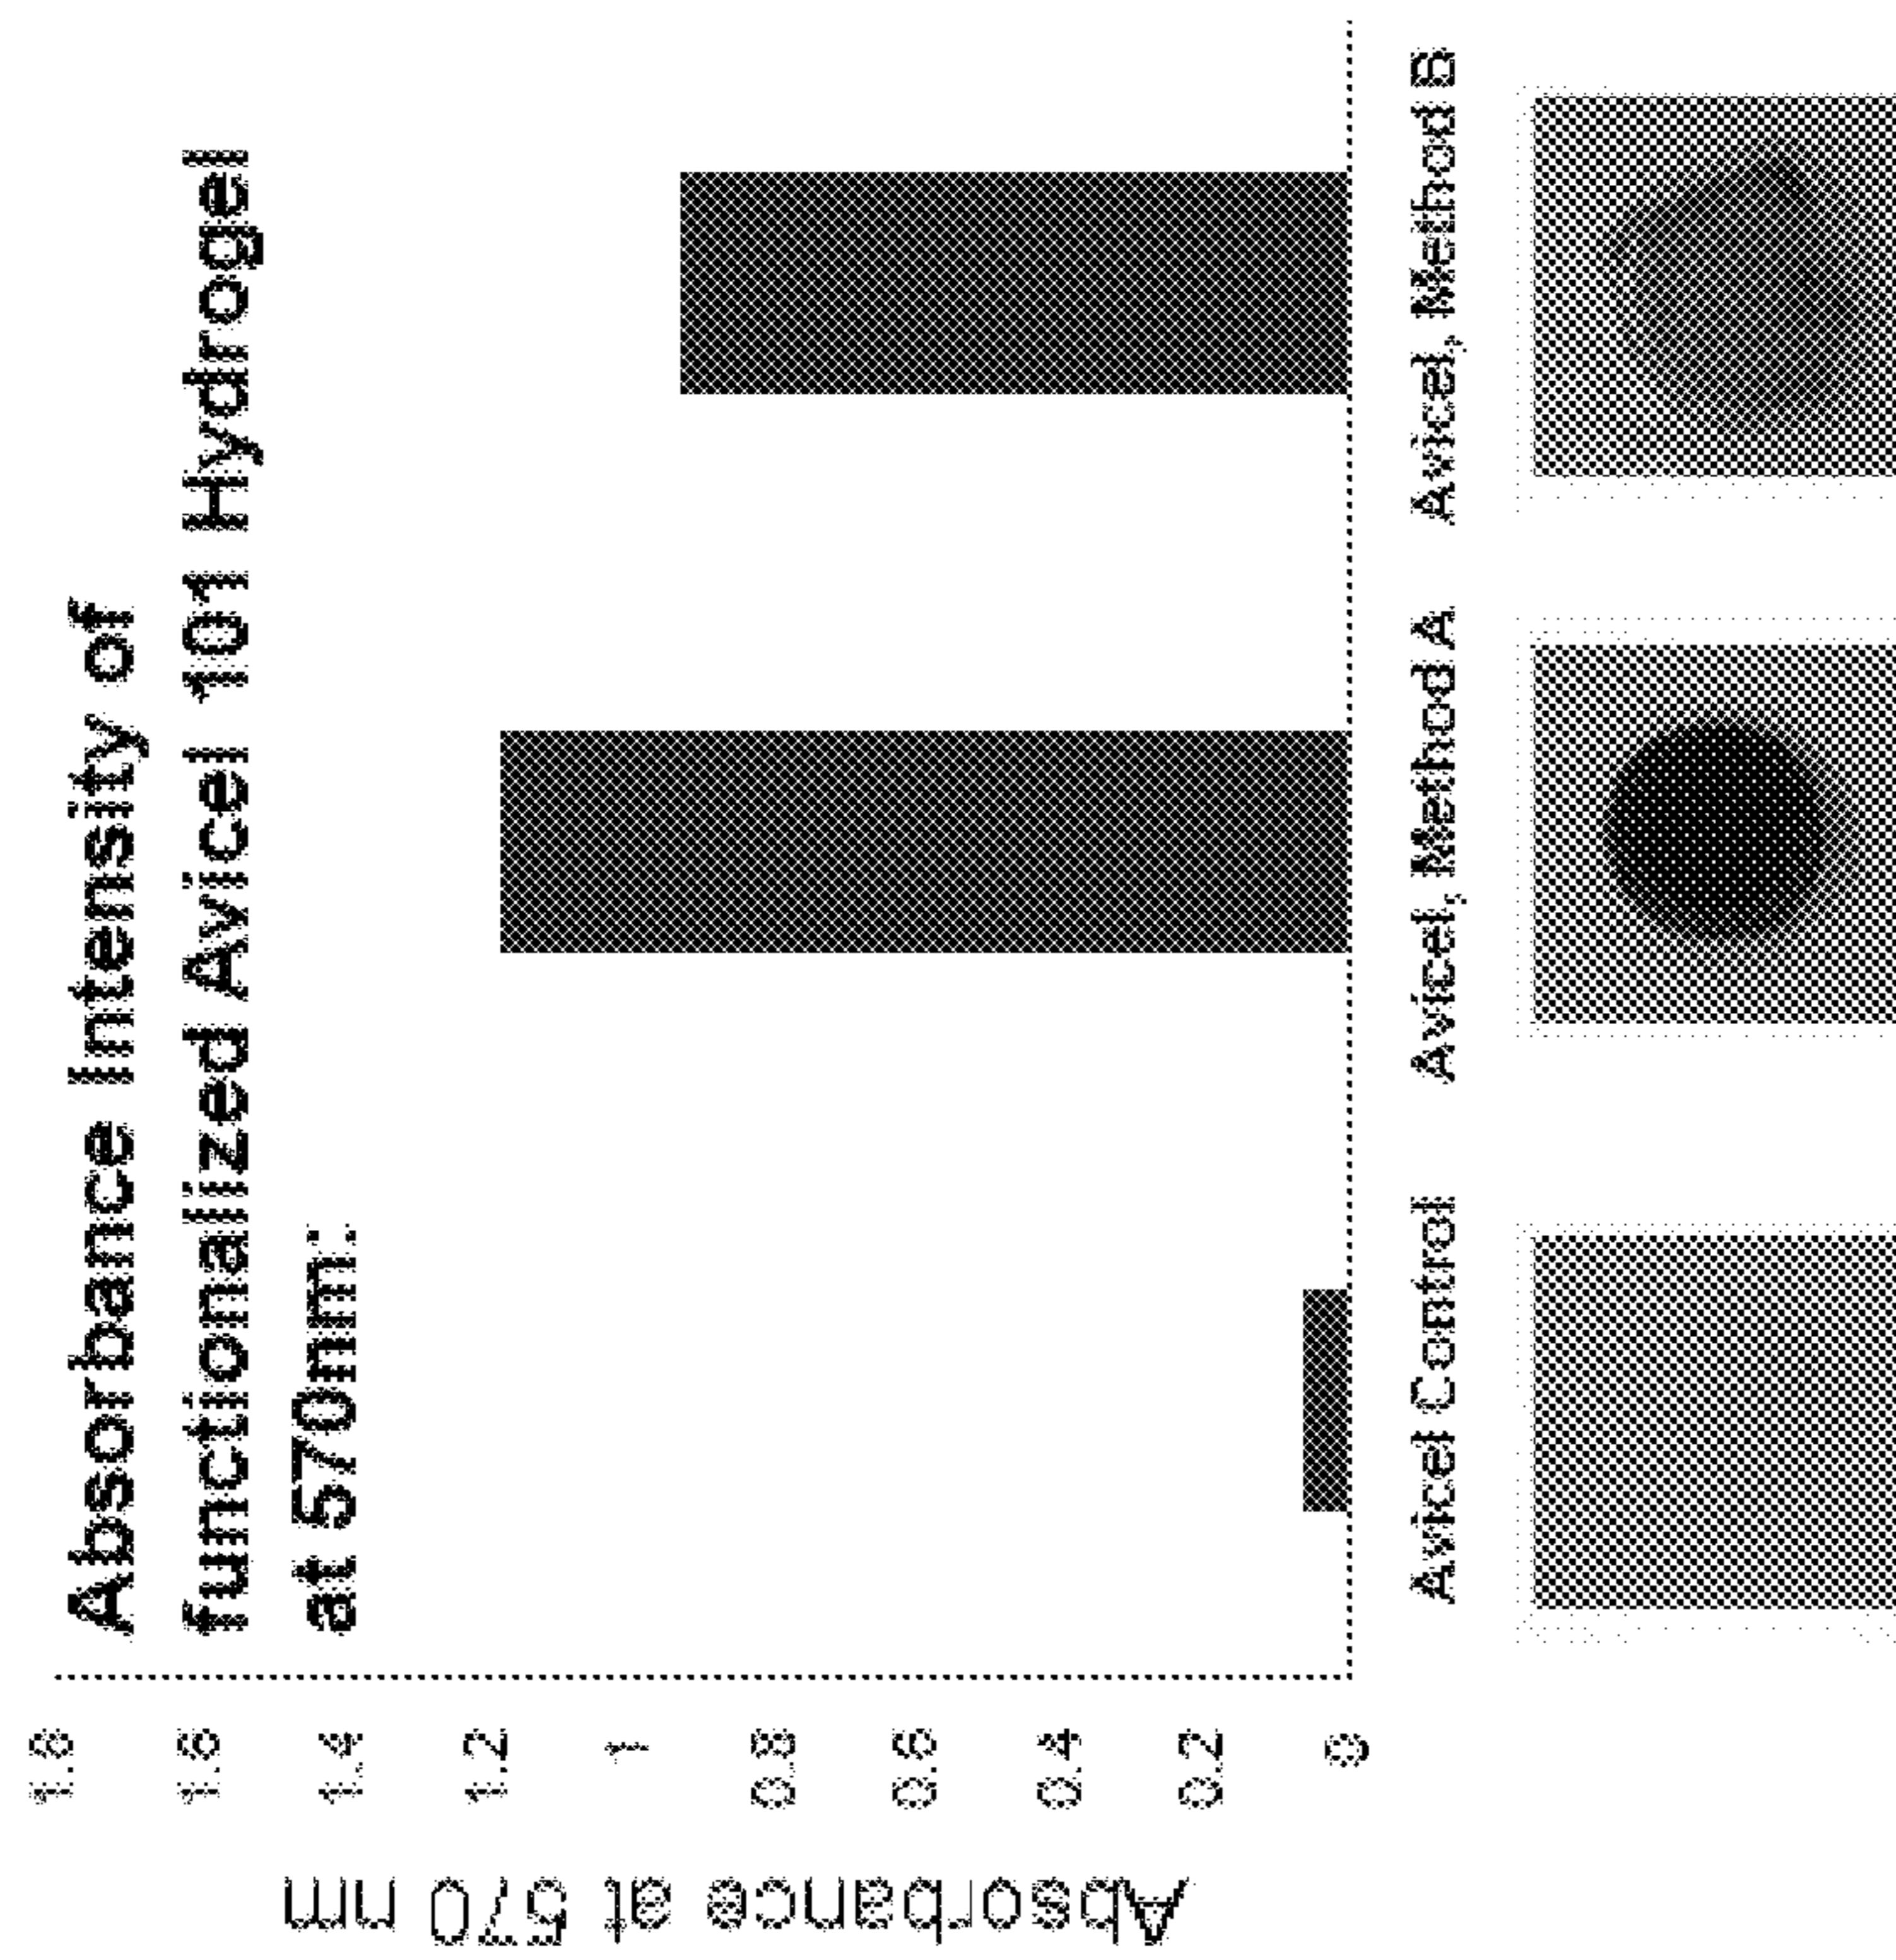 Absorbance Intensity of
functionalized Avicel 101 Hydrogel
at 570nm.
Absorbance at 570 nm
1.8
1.6
1.4
1.2
1
0.8
0.6
0.4
0.2
0
Avicel Control
Avicel, Method A
Avicel, Method B